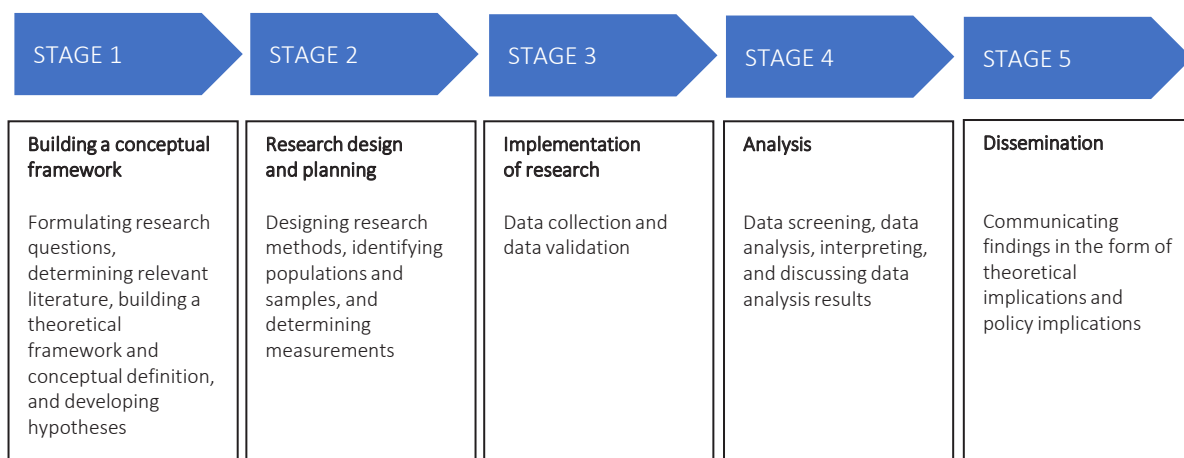 STAGE 1
STAGE 2
STAGE 3
STAGE 4
STAGE 5
Building a conceptual
framework
Formulating research
questions,
determining relevant
literature, building a
theoretical
framework and
conceptual definition,
and developing
hypotheses
Research design
and planning
Designing research
methods, identifying
populations and
samples, and
determining
measurements
Implementation
of research
Data collection and
data validation
Analysis
Data screening, data
analysis, interpreting,
and discussing data
analysis results
Dissemination
Communicating
findings in the form of
theoretical
implications and
policy implications